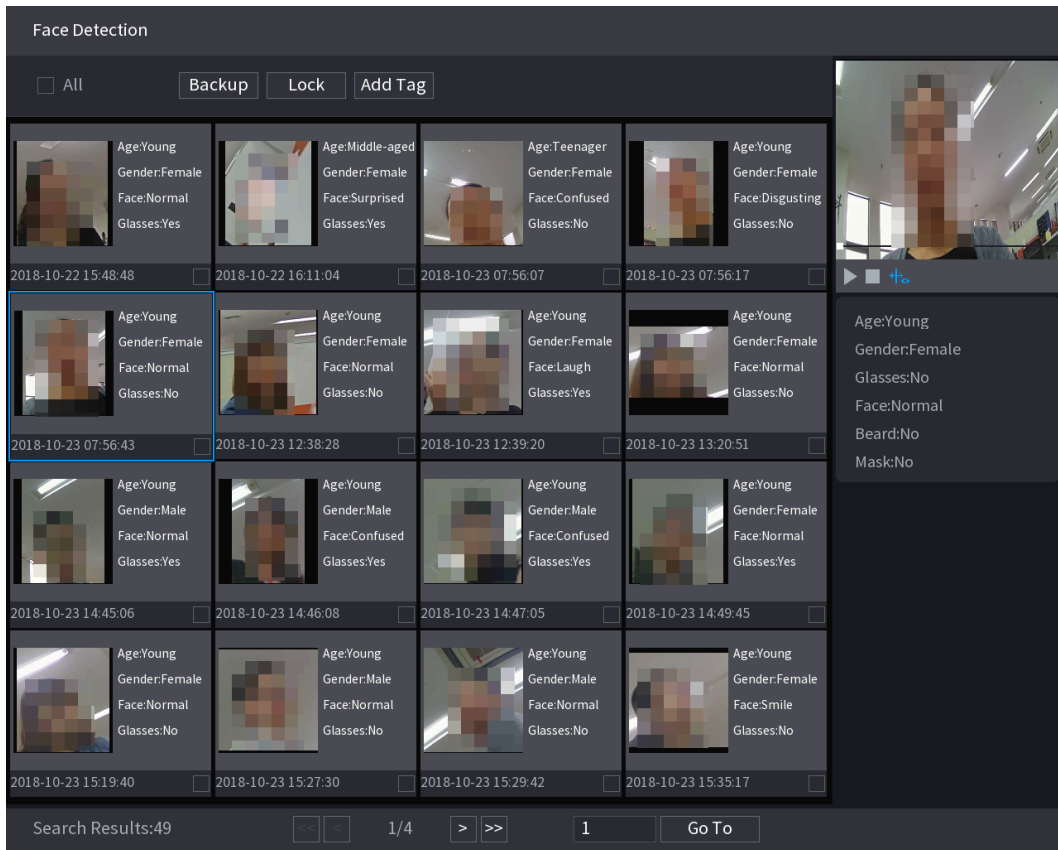 Face Detection
All
Backup
Lock
Add Tag
Age:Young
Gender:Female
Face:Normal
Glasses:Yes
2018-10-22 15:48:48
Age:Middle-aged
Gender:Female
Face:Surprised
Glasses:Yes
2018-10-22 16:11:04
Age:Teenager
Gender:Female
Face:Confused
Glasses:No
2018-10-23 07:56:07
Age:Young
Gender:Female
Face:Disgusting
Glasses:No
2018-10-23 07:56:17
Age:Young
Gender:Female
Face:Normal
Glasses:No
2018-10-23 07:56:43
Age:Young
Gender:Female
Face:Normal
Glasses:No
2018-10-23 12:38:28
Age:Young
Gender:Female
Face:Laugh
Glasses:Yes
2018-10-23 12:39:20
Age:Young
Gender:Female
Face:Normal
Glasses:No
2018-10-23 13:20:51
Age:Young
Gender:Male
Face:Normal
Glasses:Yes
2018-10-23 14:45:06
Age:Young
Gender:Male
Face:Confused
Glasses:Yes
2018-10-23 14:46:08
Age:Young
Gender:Male
Face:Confused
Glasses:Yes
2018-10-23 14:47:05
Age:Young
Gender:Female
Face:Normal
Glasses:Yes
2018-10-23 14:49:45
Age:Young
Gender:Female
Face:Normal
Glasses:No
2018-10-23 15:19:40
Age:Young
Gender:Male
Face:Normal
Glasses:No
2018-10-23 15:27:30
Age:Young
Gender:Male
Face:Normal
Glasses:No
2018-10-23 15:29:42
Age:Young
Gender:Female
Face:Smile
Glasses:No
2018-10-23 15:35:17
Age:Young
Gender:Female
Glasses:No
Face:Normal
Beard:No
Mask:No
Search Results:49
<< < 1/4 > >> 1 Go To